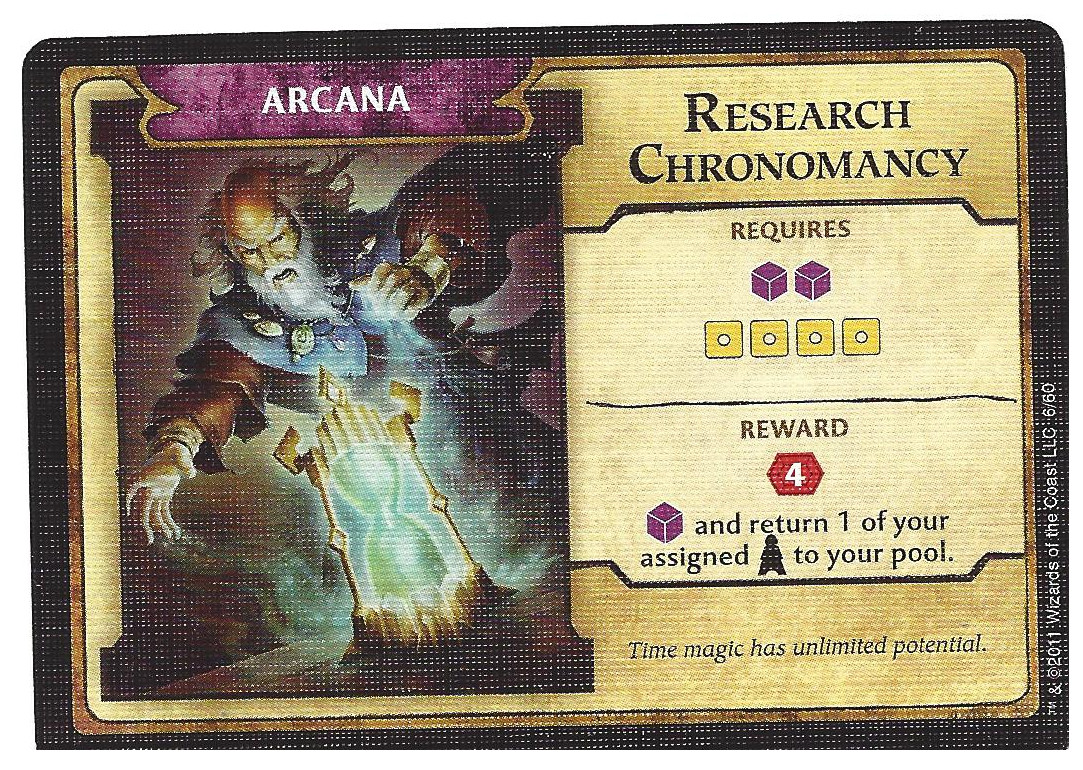 ARCANA
RESEARCH
CHRONOMANCY
REQUIRES
REWARD
4
and return 1 of your
assigned to your pool.
Time magic has unlimited potential.
™ & ©2011 Wizards of the Coast LLC 16/60